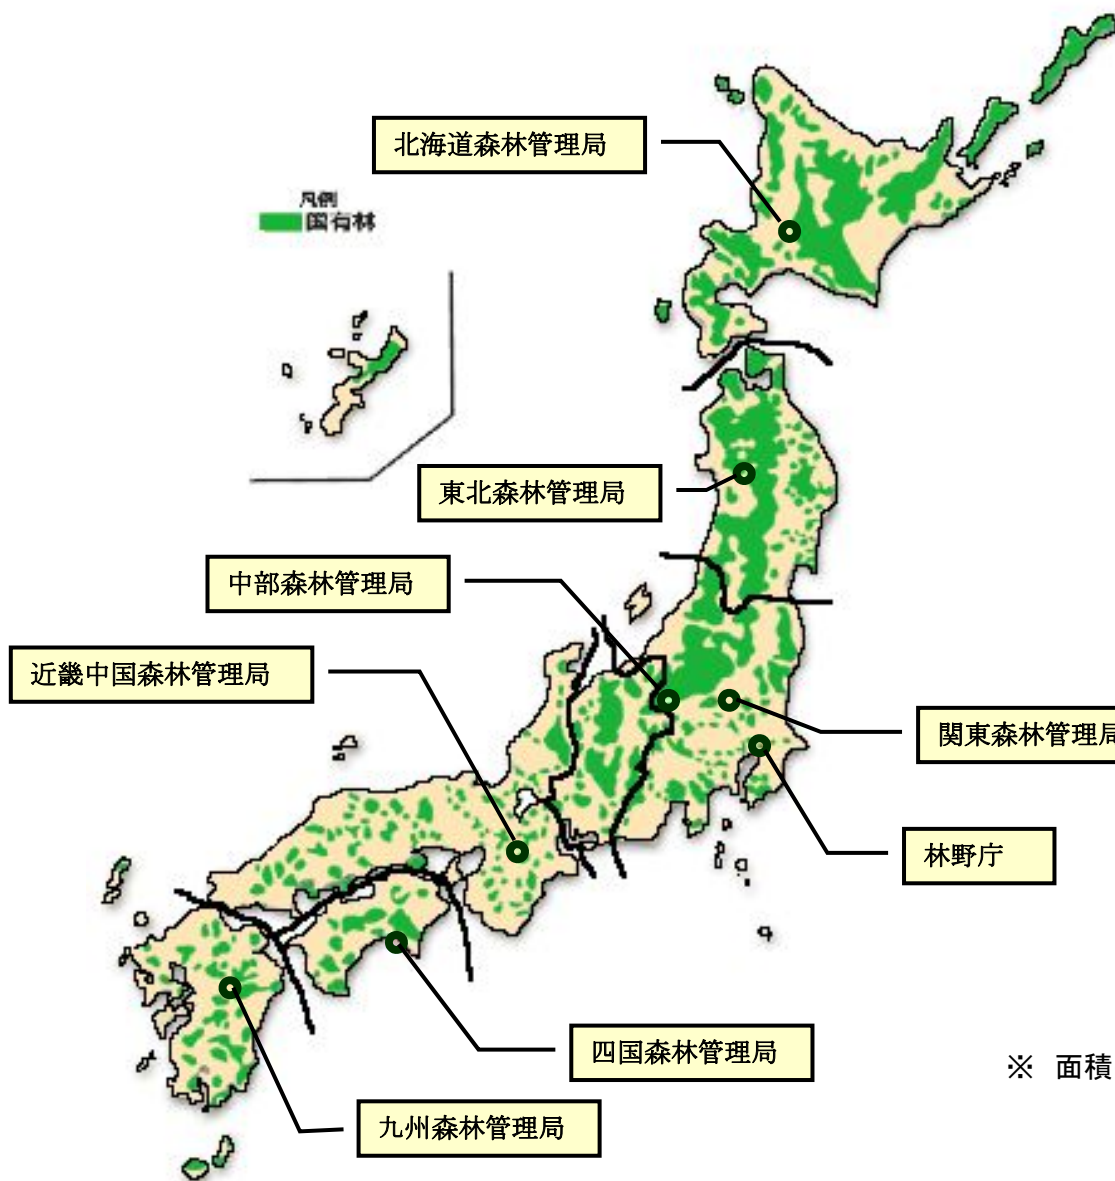 北海道森林管理局
凡例
国有林
東北森林管理局
中部森林管理局
近畿中国森林管理局
関東森林管理局
林野庁
四国森林管理局
※ 面積
九州森林管理局